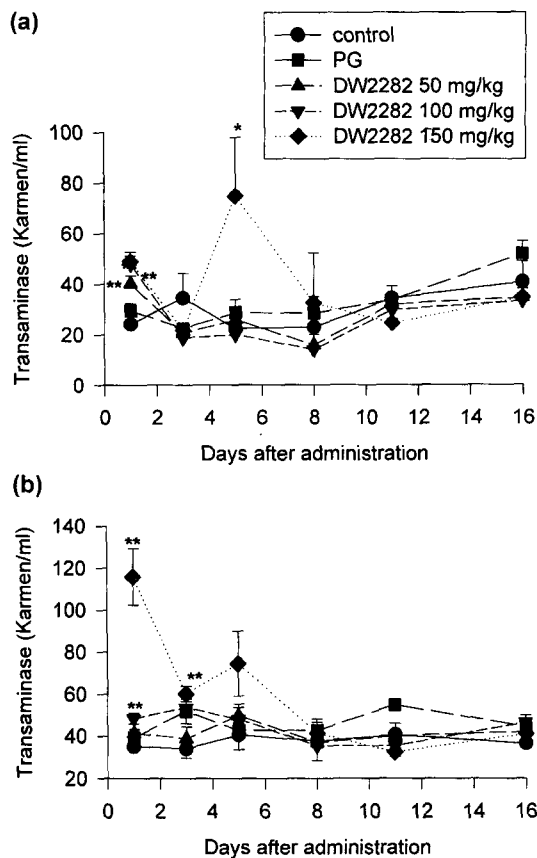 (a)
control
PG
DW2282 50 mg/kg
DW2282 100 mg/kg
DW2282 150 mg/kg
Transaminase (Karmen/ml)
100
80
60
40
20
0
*
**
**
0 2 4 6 8 10 12 14 16
Days after administration
(b)
Transaminase (Karmen/ml)
140
120
100
80
60
40
20
**
**
**
0 2 4 6 8 10 12 14 16
Days after administration